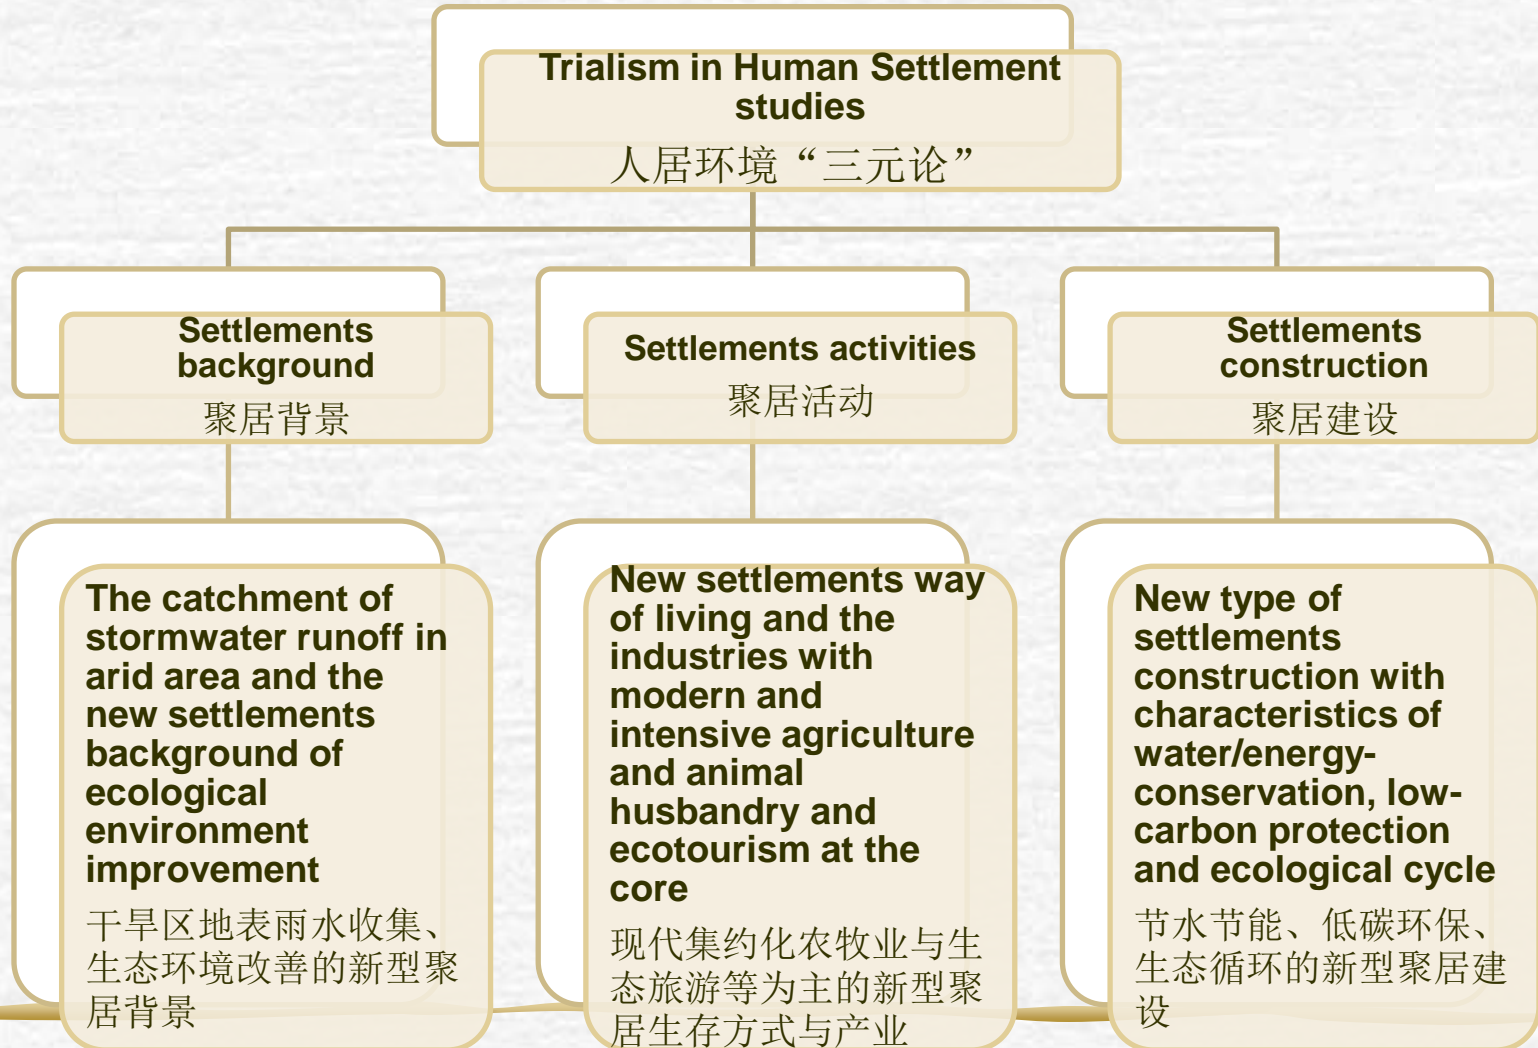 Trialism in Human Settlement
studies
人居环境“三元论”
Settlements
background
聚居背景
Settlements activities
聚居活动
Settlements
construction
聚居建设
The catchment of
stormwater runoff in
arid area and the
new settlements
background of
ecological
environment
improvement
干旱区地表雨水收集、
生态环境改善的新型聚
居背景
New settlements way
of living and the
industries with
modern and
intensive agriculture
and animal
husbandry and
ecotourism at the
core
现代集约化农牧业与生
态旅游等为主的新型聚
居生存方式与产业
New type of
settlements
construction with
characteristics of
water/energy-
conservation, low-
carbon protection
and ecological cycle
节水节能、低碳环保、
生态循环的新型聚居建
设